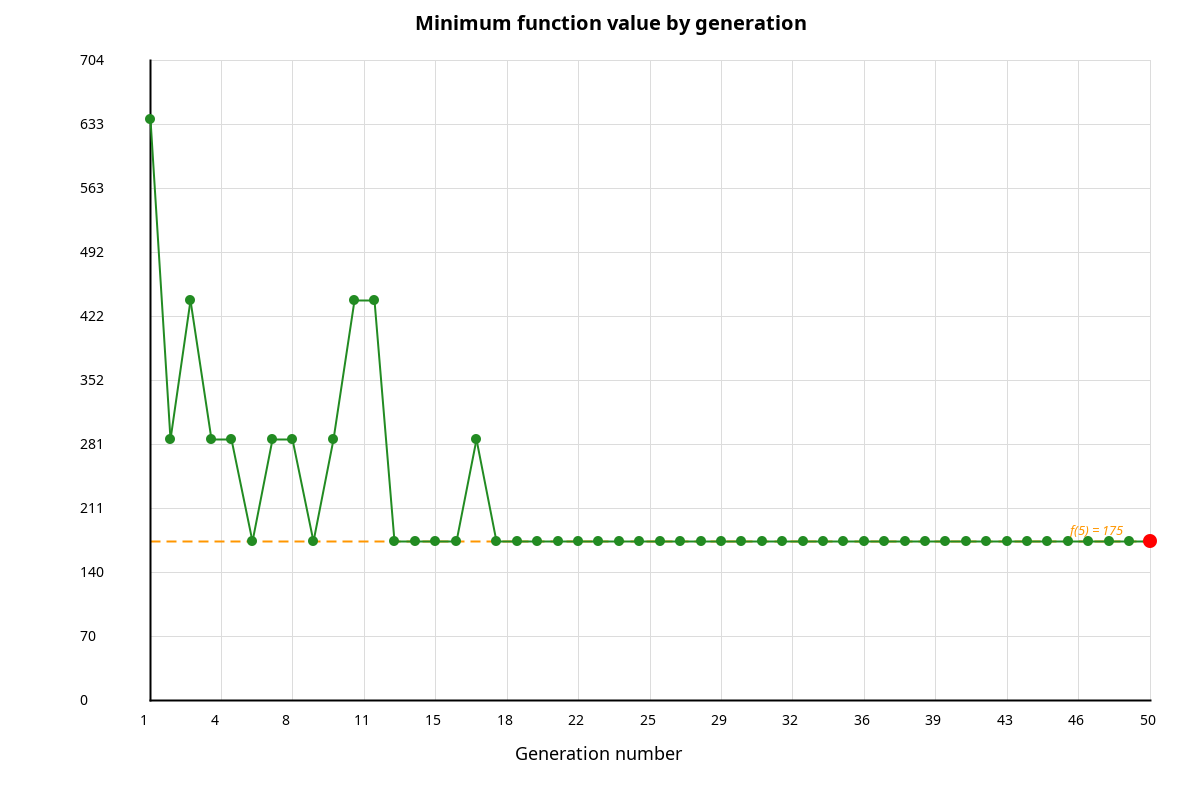 Minimum function value by generation
704
633
563
492
422
352
281
211
f(5) = 175
140
70
0
1 4 8 11 15 18 22 25 29 32 36 39 43 46 50
Generation number